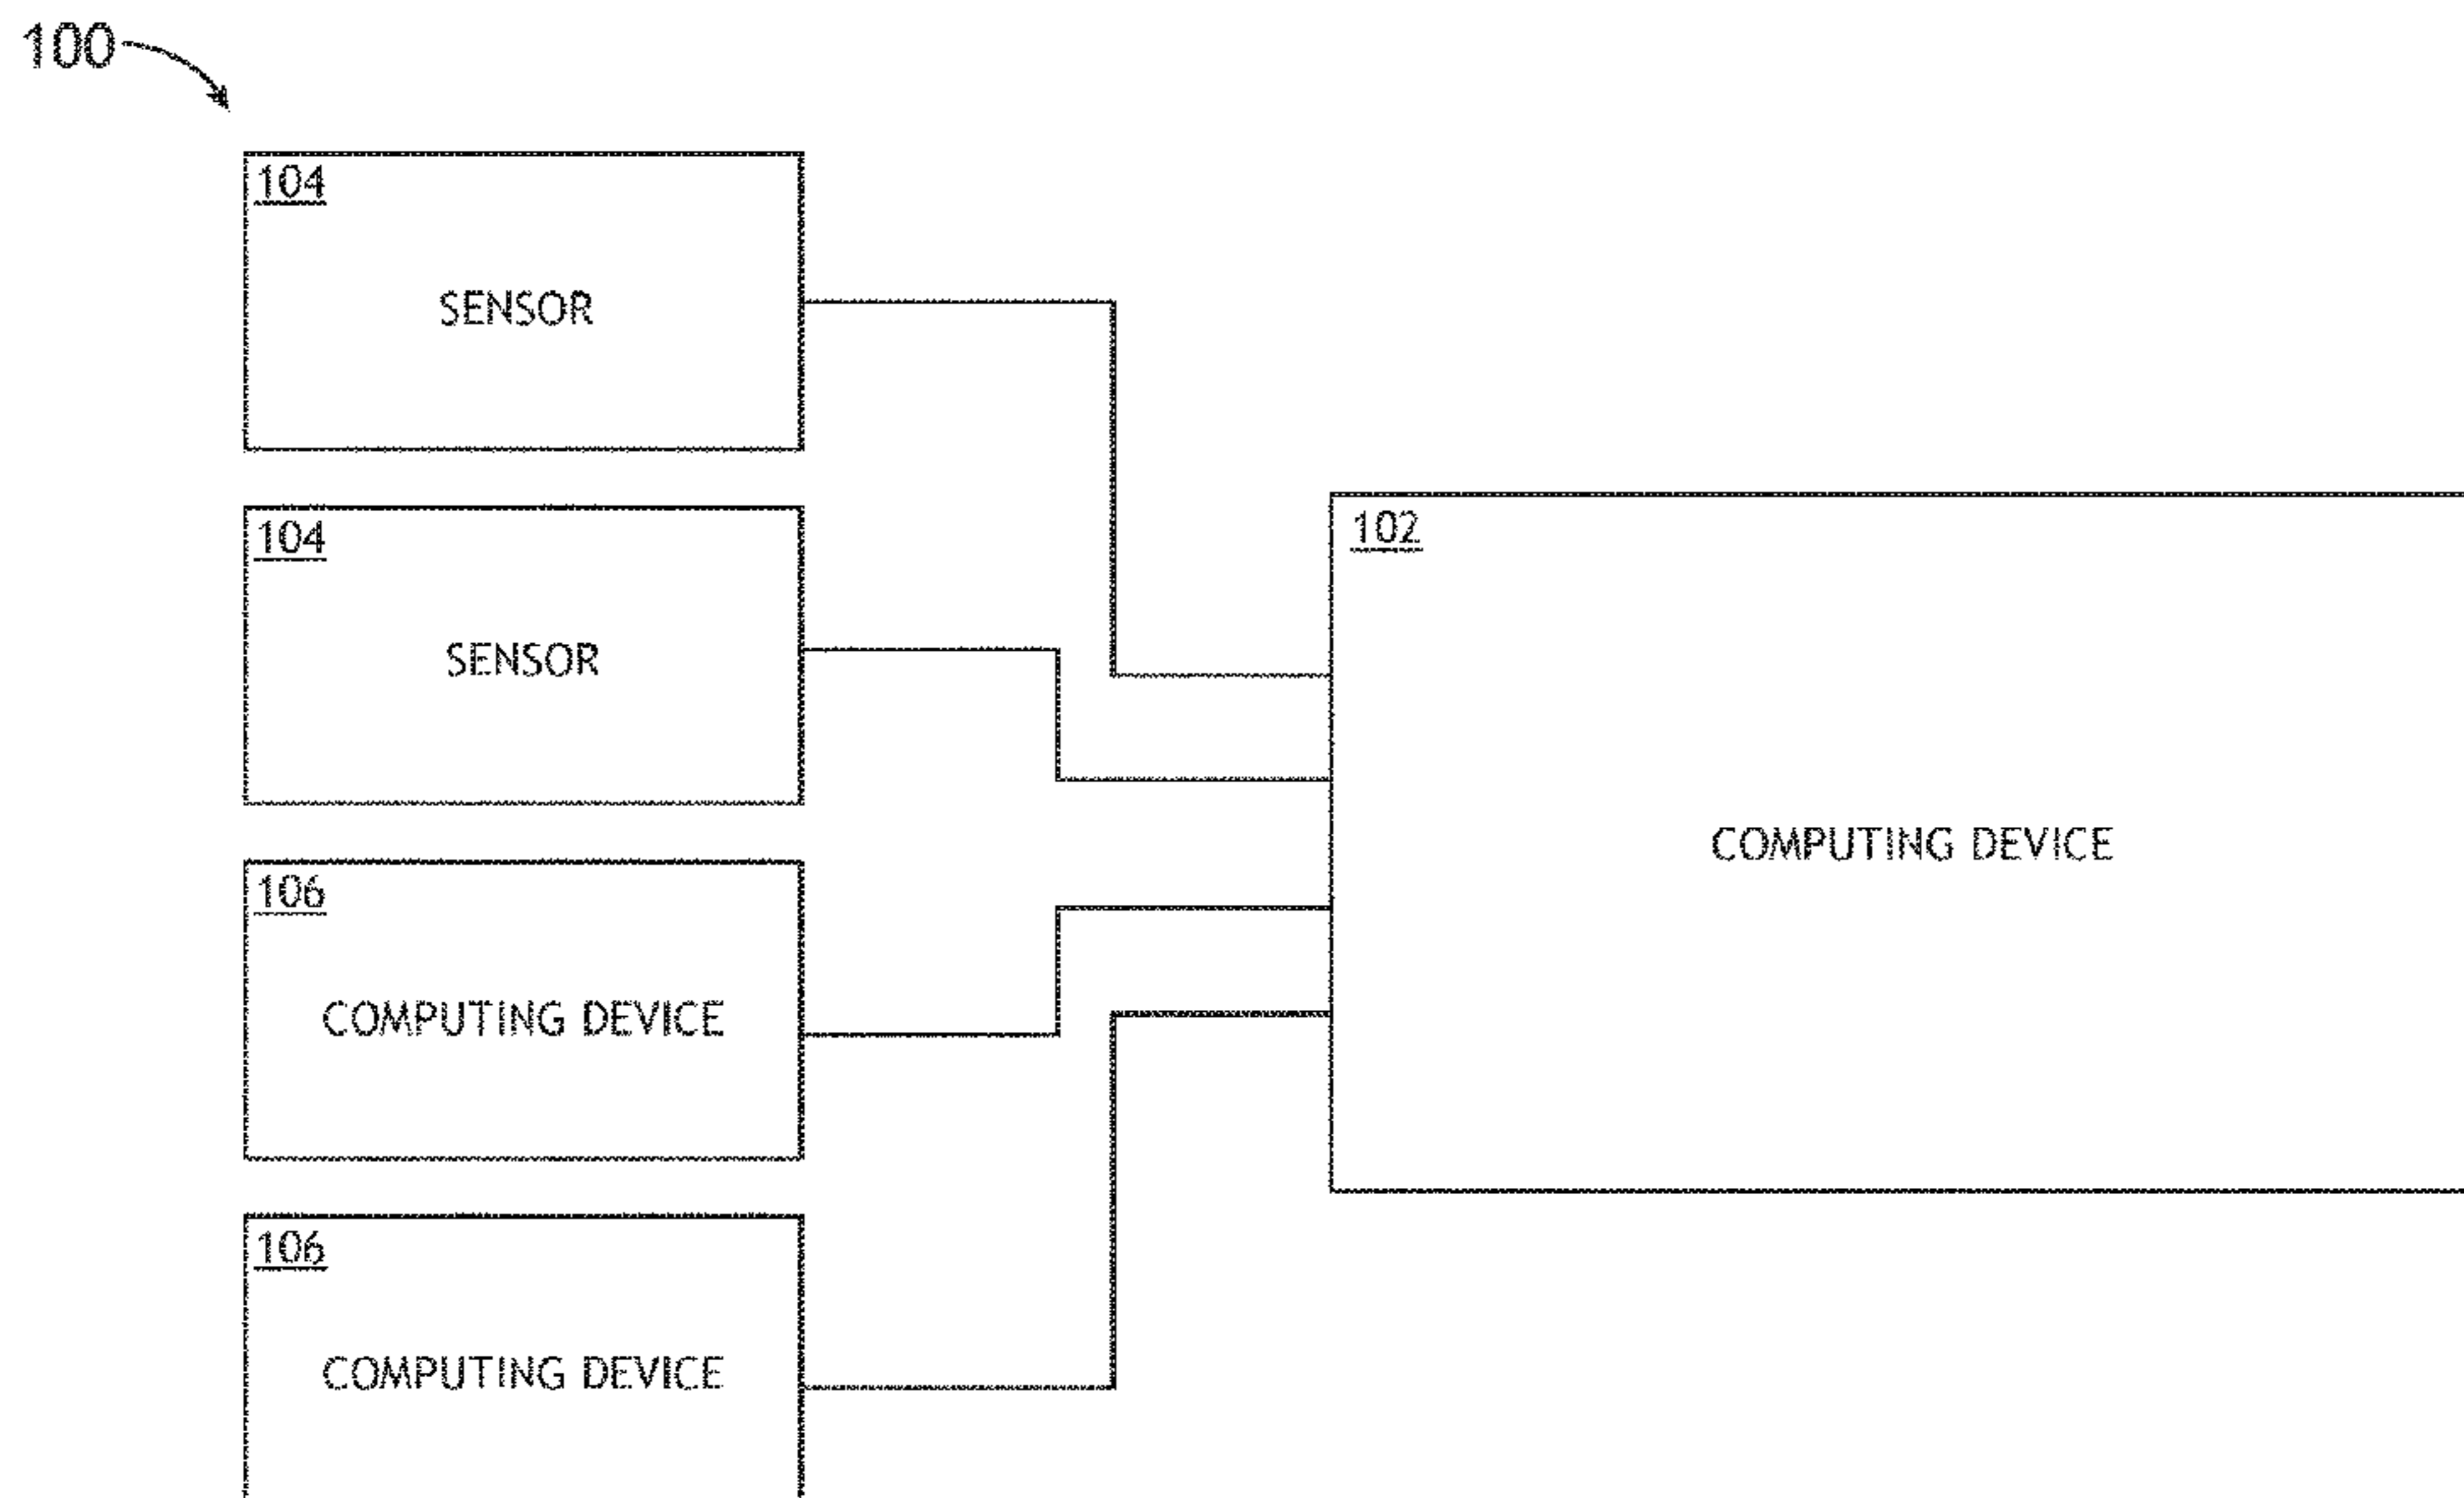 100
104
SENSOR
104
SENSOR
102
COMPUTING DEVICE
106
COMPUTING DEVICE
106
COMPUTING DEVICE